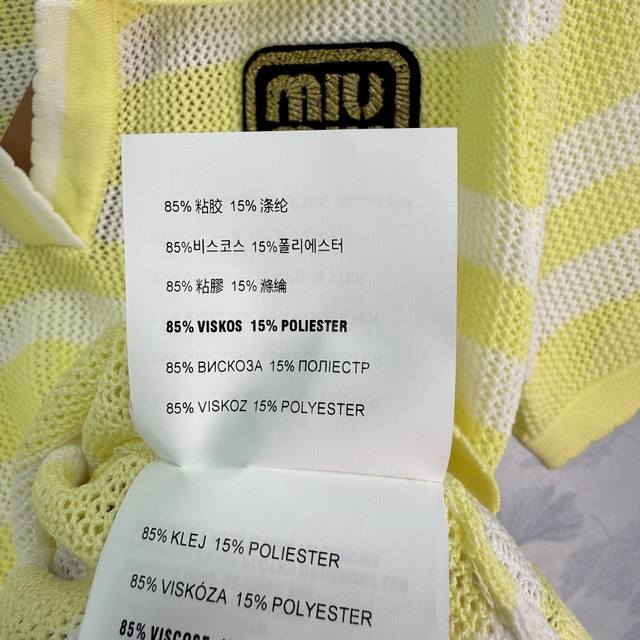 MIU
85% 粘胶 15% 涤纶
85%비스코스 15%폴리에스터
85% 粘膠 15% 滌綸
85% VISKOS 15% POLIESTER
85% ВИСКОЗА 15% ПОЛІЕСТР
85% VISKOZ 15% POLYESTER
85% KLEJ 15% POLIESTER
85% VISKÓZA 15% POLYESTER
85% VISCOSE